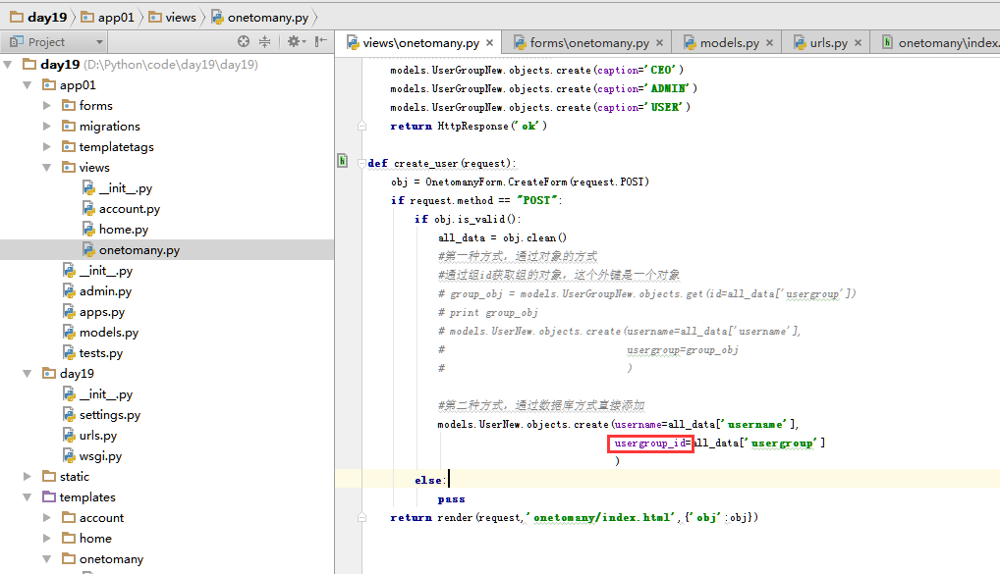 day19 app01 views onetomany.py
Project
views\onetomany.py forms\onetomany.py models.py urls.py onetomany\index.
day19 (D:\Python\code\day19\day19)
app01
forms
migrations
templatetags
views
__init__.py
account.py
home.py
onetomany.py
__init__.py
admin.py
apps.py
models.py
tests.py
day19
__init__.py
settings.py
urls.py
wsgi.py
static
templates
account
home
onetomany
models.UserGroupNew.objects.create(caption='CEO')
models.UserGroupNew.objects.create(caption='ADMIN')
models.UserGroupNew.objects.create(caption='USER')
return HttpResponse('ok')
def create_user(request):
obj = OnetomanyForm.CreateForm(request.POST)
if request.method == "POST":
if obj.is_valid():
all_data = obj.clean()
#第一种方式，通过对象的方式
#通过组id获取组的对象，这个外键是一个对象
# group_obj = models.UserGroupNew.objects.get(id=all_data['usergroup'])
# print group_obj
# models.UserNew.objects.create(username=all_data['username'],
# usergroup=group_obj
# )
#第二种方式，通过数据库方式直接添加
models.UserNew.objects.create(username=all_data['username'],
usergroup_id=all_data['usergroup']
)
else:
pass
return render(request,'onetomany/index.html',{'obj':obj})